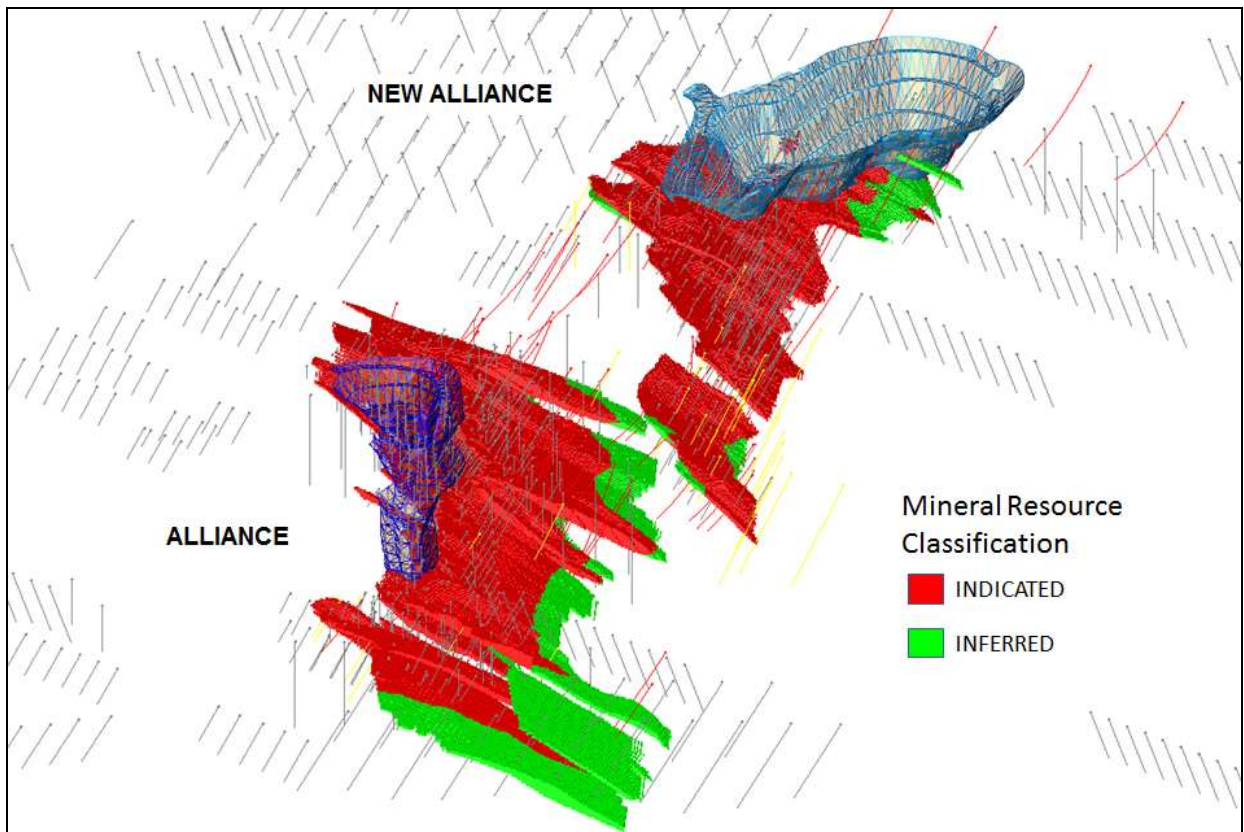 NEW ALLIANCE
ALLIANCE
Mineral Resource
Classification
INDICATED
INFERRED